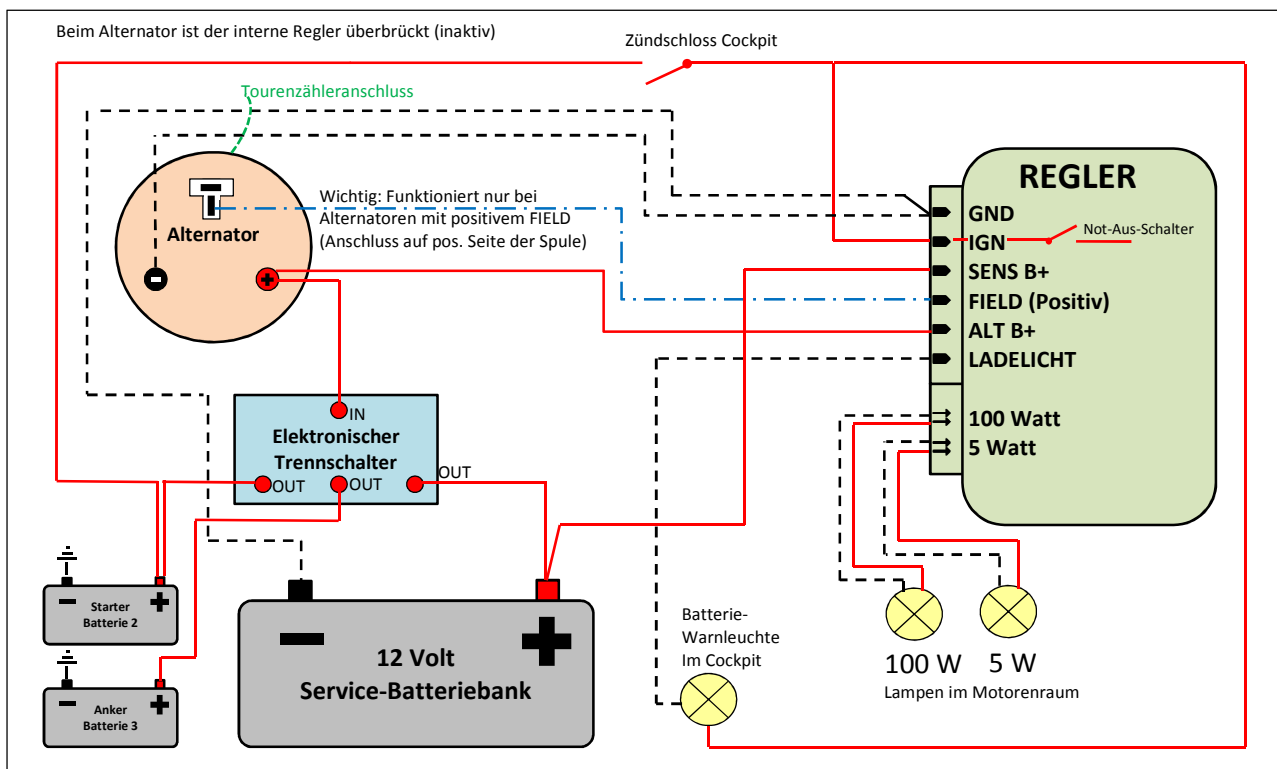 Beim Alternator ist der interne Regler überbrückt (inaktiv)
Zündschloss Cockpit
Tourenzähleranschluss
Wichtig: Funktioniert nur bei
Alternatoren mit positivem FIELD
(Anschluss auf pos. Seite der Spule)
Alternator
-
+
REGLER
GND
IGN
Not-Aus-Schalter
SENS B+
FIELD (Positiv)
ALT B+
LADELICHT
100 Watt
5 Watt
IN
Elektronischer
Trennschalter
OUT
OUT
OUT
- +
Starter
Batterie 2
- +
Anker
Batterie 3
- +
12 Volt
Service-Batteriebank
Batterie-
Warnleuchte
Im Cockpit
100 W
5 W
Lampen im Motorenraum